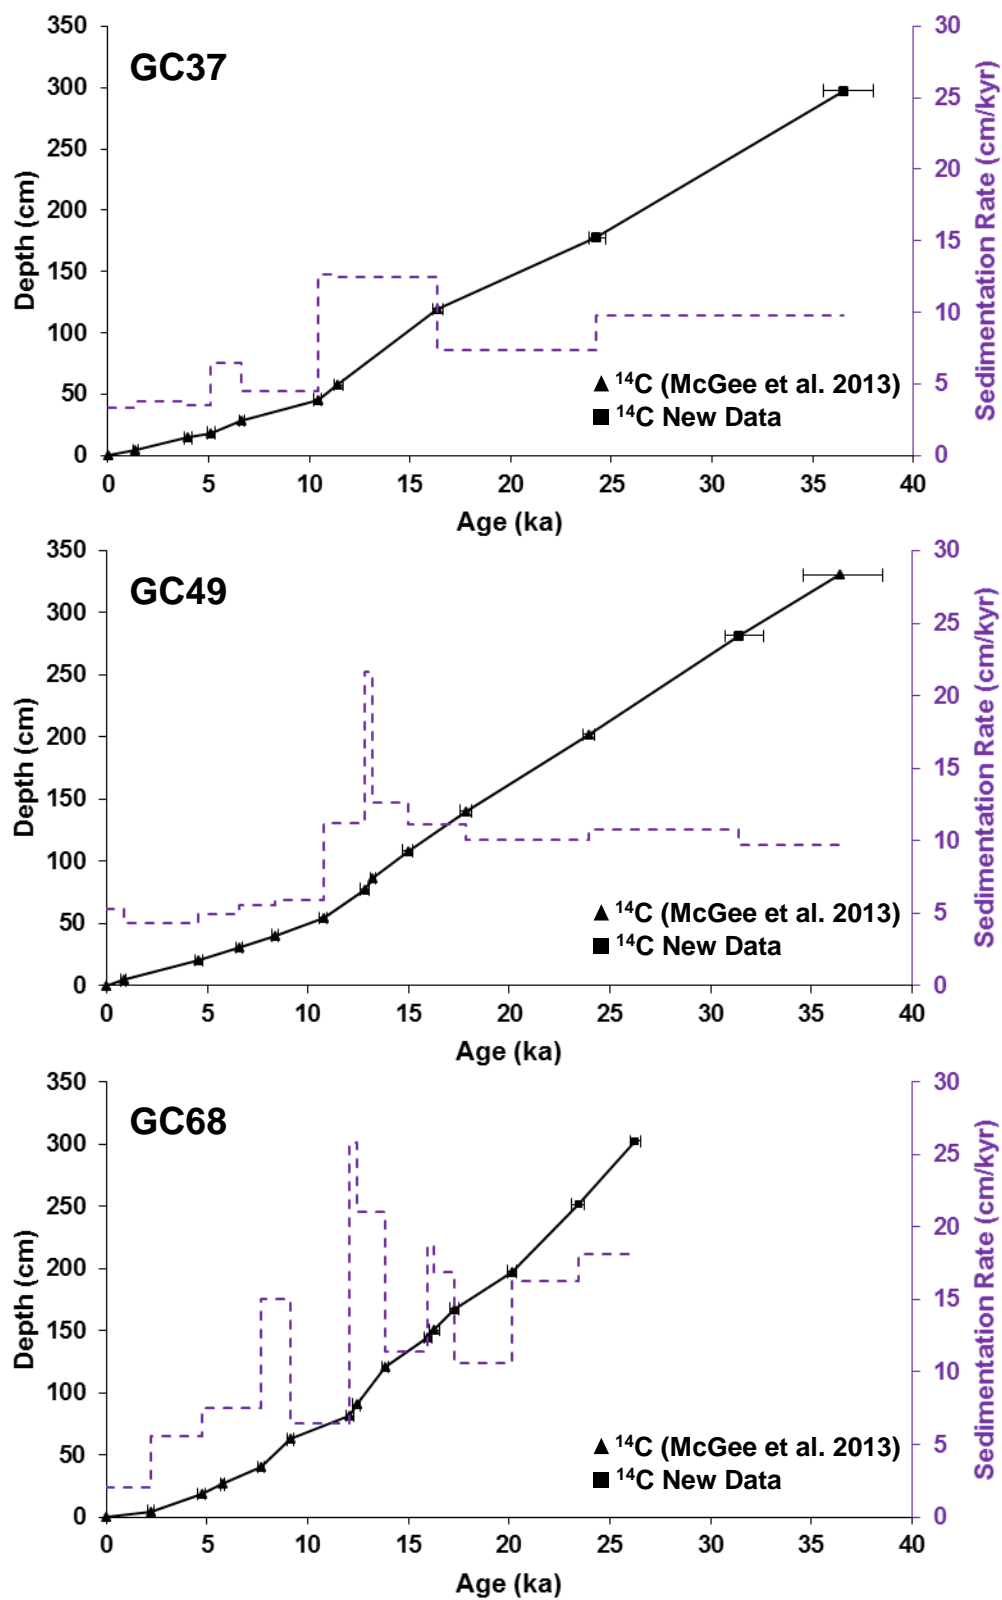 GC37
Depth (cm)
350
300
250
200
150
100
50
0
30
25
20
15
10
5
0
Sedimentation Rate (cm/kyr)
▲ ¹⁴C (McGee et al. 2013)
■ ¹⁴C New Data
0 5 10 15 20 25 30 35 40
Age (ka)
GC49
Depth (cm)
350
300
250
200
150
100
50
0
30
25
20
15
10
5
0
Sedimentation Rate (cm/kyr)
▲ ¹⁴C (McGee et al. 2013)
■ ¹⁴C New Data
0 5 10 15 20 25 30 35 40
Age (ka)
GC68
Depth (cm)
350
300
250
200
150
100
50
0
30
25
20
15
10
5
0
Sedimentation Rate (cm/kyr)
▲ ¹⁴C (McGee et al. 2013)
■ ¹⁴C New Data
0 5 10 15 20 25 30 35 40
Age (ka)